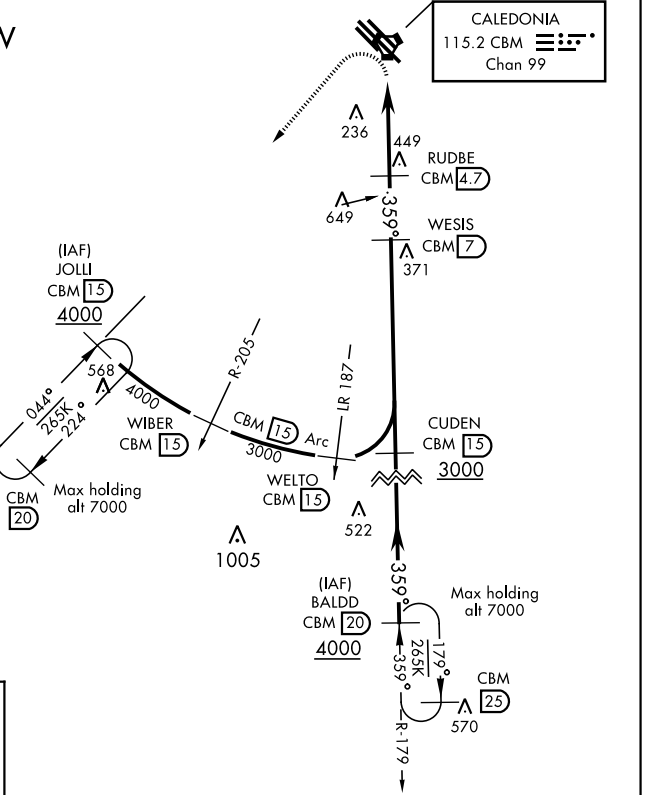 V
CALEDONIA
115.2 CBM
Chan 99
236
449
RUDBE
CBM 4.7
649
359°
WESIS
CBM 7
371
(IAF)
JOLLI
CBM 15
4000
568
044°
265K
224°
4000
R-205
WIBER
CBM 15
CBM 15 Arc
3000
LR 187
CUDEN
CBM 15
3000
WELTO
CBM 15
CBM
20
Max holding
alt 7000
522
1005
359°
(IAF)
BALDD
CBM 20
4000
Max holding
alt 7000
359°
265K
179°
CBM
25
570
R-179